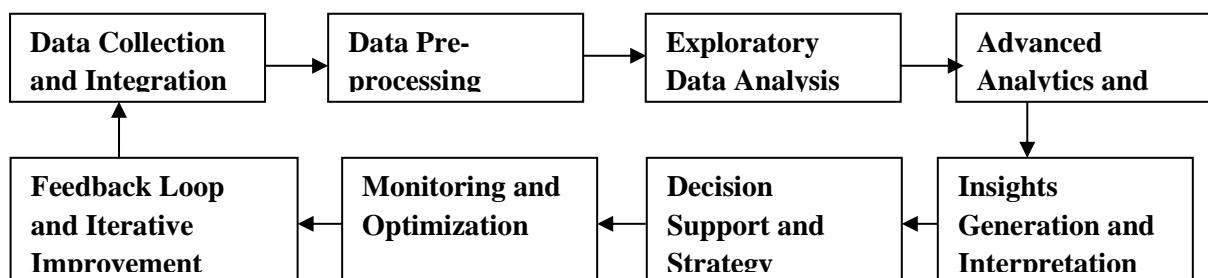 Data Collection
and Integration
Data Pre-
processing
Exploratory
Data Analysis
Advanced
Analytics and
Feedback Loop
and Iterative
Improvement
Monitoring and
Optimization
Decision
Support and
Strategy
Insights
Generation and
Interpretation